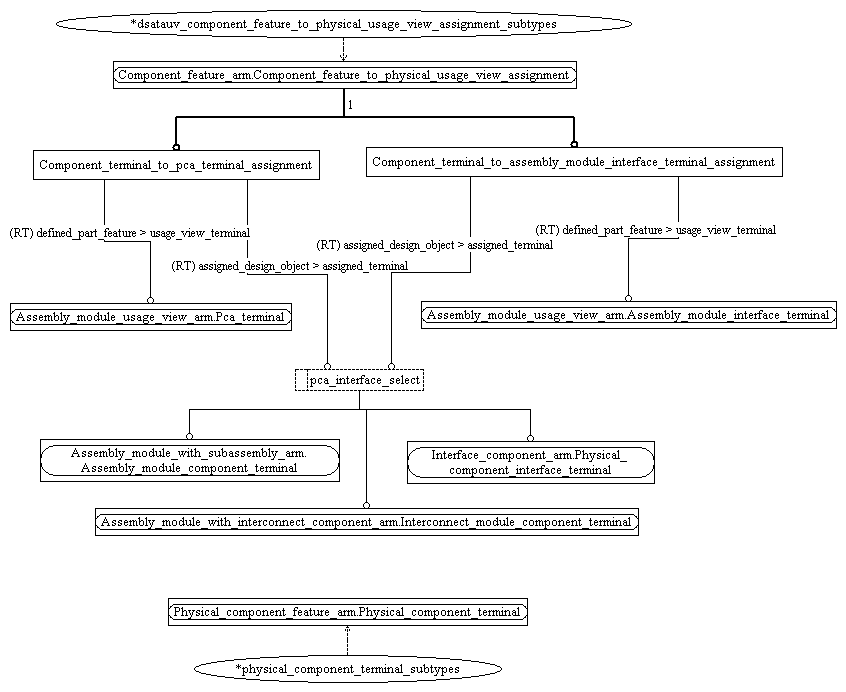 *dsatauv_component_feature_to_physical_usage_view_assignment_subtypes
Component_feature_arm.Component_feature_to_physical_usage_view_assignment
1
Component_terminal_to_pca_terminal_assignment
Component_terminal_to_assembly_module_interface_terminal_assignment
(RT) defined_part_feature > usage_view_terminal
(RT) assigned_design_object > assigned_terminal
(RT) assigned_design_object > assigned_terminal
(RT) defined_part_feature > usage_view_terminal
Assembly_module_usage_view_arm.Pca_terminal
Assembly_module_usage_view_arm.Assembly_module_interface_terminal
pca_interface_select
Assembly_module_with_subassembly_arm.
Assembly_module_component_terminal
Interface_component_arm.Physical_
component_interface_terminal
Assembly_module_with_interconnect_component_arm.Interconnect_module_component_terminal
Physical_component_feature_arm.Physical_component_terminal
*physical_component_terminal_subtypes